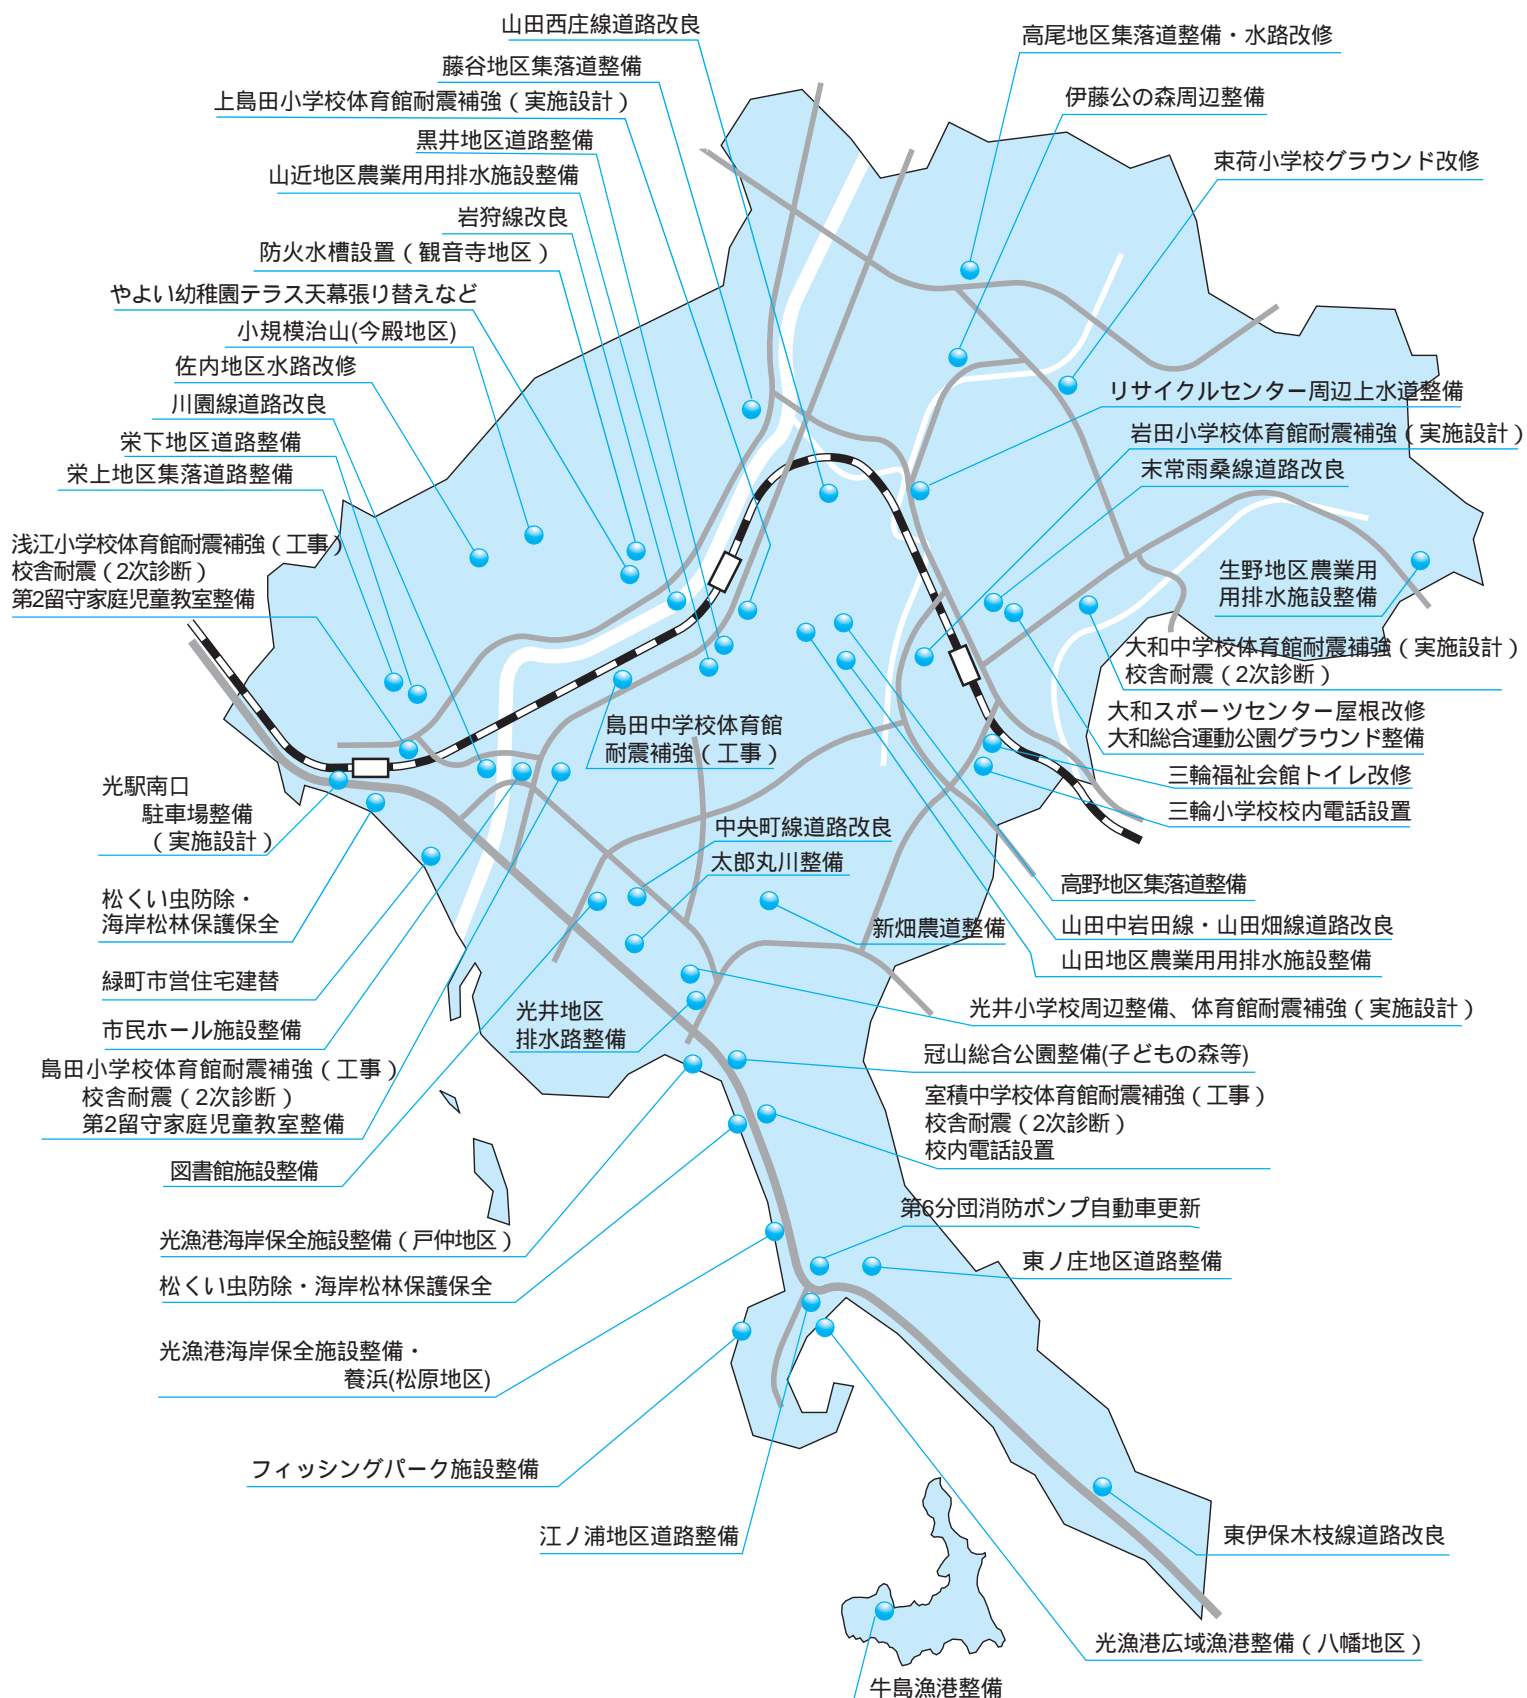 山田西庄線道路改良
藤谷地区集落道整備
上島田小学校体育館耐震補強（実施設計）
黒井地区道路整備
山近地区農業用用排水施設整備
岩狩線改良
防火水槽設置（観音寺地区）
やよい幼稚園テラス天幕張り替えなど
小規模治山(今殿地区)
佐内地区水路改修
川園線道路改良
栄下地区道路整備
栄上地区集落道路整備
浅江小学校体育館耐震補強（工事）
校舎耐震（2次診断）
第2留守家庭児童教室整備
高尾地区集落道整備・水路改修
伊藤公の森周辺整備
束荷小学校グラウンド改修
リサイクルセンター周辺上水道整備
岩田小学校体育館耐震補強（実施設計）
末常雨桑線道路改良
生野地区農業用
用排水施設整備
大和中学校体育館耐震補強（実施設計）
校舎耐震（2次診断）
大和スポーツセンター屋根改修
大和総合運動公園グラウンド整備
三輪福祉会館トイレ改修
三輪小学校校内電話設置
島田中学校体育館
耐震補強（工事）
光駅南口
駐車場整備
（実施設計）
中央町線道路改良
太郎丸川整備
高野地区集落道整備
松くい虫防除・
海岸松林保護保全
新畑農道整備
山田中岩田線・山田畑線道路改良
山田地区農業用用排水施設整備
緑町市営住宅建替
光井地区
排水路整備
光井小学校周辺整備、体育館耐震補強（実施設計）
市民ホール施設整備
冠山総合公園整備(子どもの森等)
島田小学校体育館耐震補強（工事）
校舎耐震（2次診断）
第2留守家庭児童教室整備
室積中学校体育館耐震補強（工事）
校舎耐震（2次診断）
校内電話設置
図書館施設整備
第6分団消防ポンプ自動車更新
光漁港海岸保全施設整備（戸仲地区）
東ノ庄地区道路整備
松くい虫防除・海岸松林保護保全
光漁港海岸保全施設整備・
養浜(松原地区)
フィッシングパーク施設整備
江ノ浦地区道路整備
東伊保木枝線道路改良
光漁港広域漁港整備（八幡地区）
牛島漁港整備